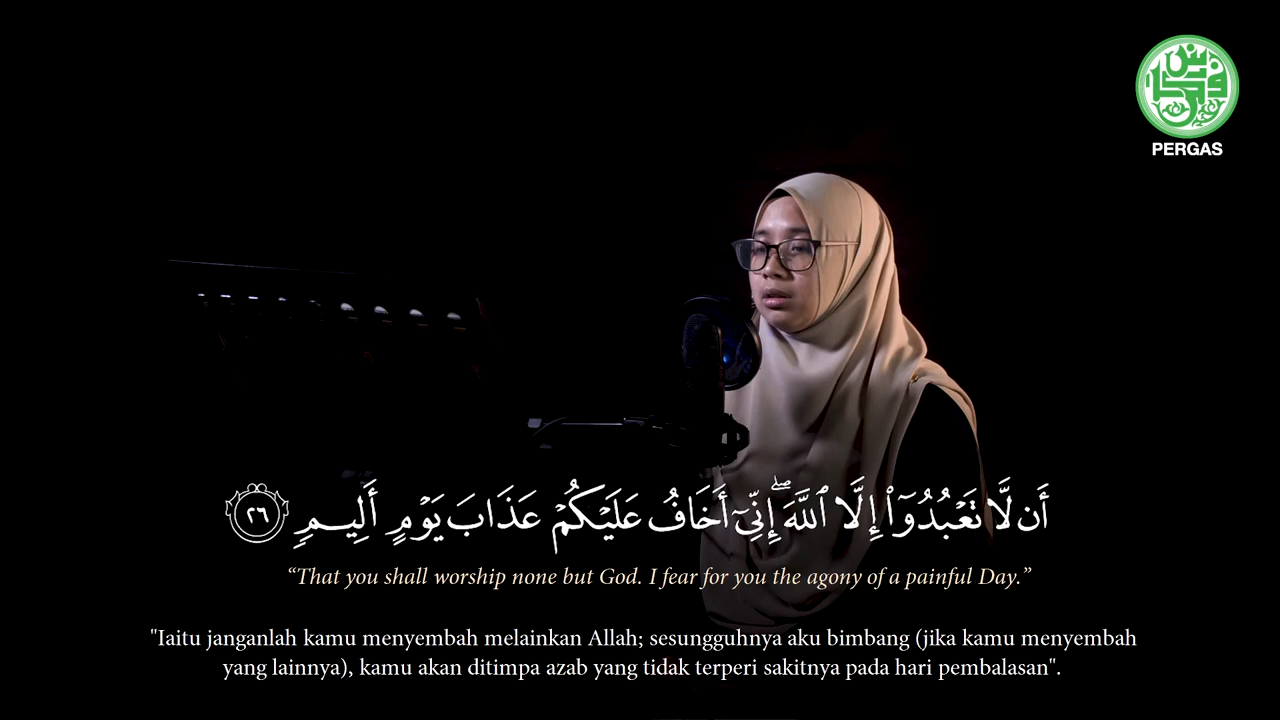 PERGAS
أَن لَّا تَعْبُدُوٓا۟ إِلَّا ٱللَّهَ ۖ إِنِّىٓ أَخَافُ عَلَيْكُمْ عَذَابَ يَوْمٍ أَلِيمٍ ٢٦
“That you shall worship none but God. I fear for you the agony of a painful Day.”
"Iaitu janganlah kamu menyembah melainkan Allah; sesungguhnya aku bimbang (jika kamu menyembah
yang lainnya), kamu akan ditimpa azab yang tidak terperi sakitnya pada hari pembalasan".